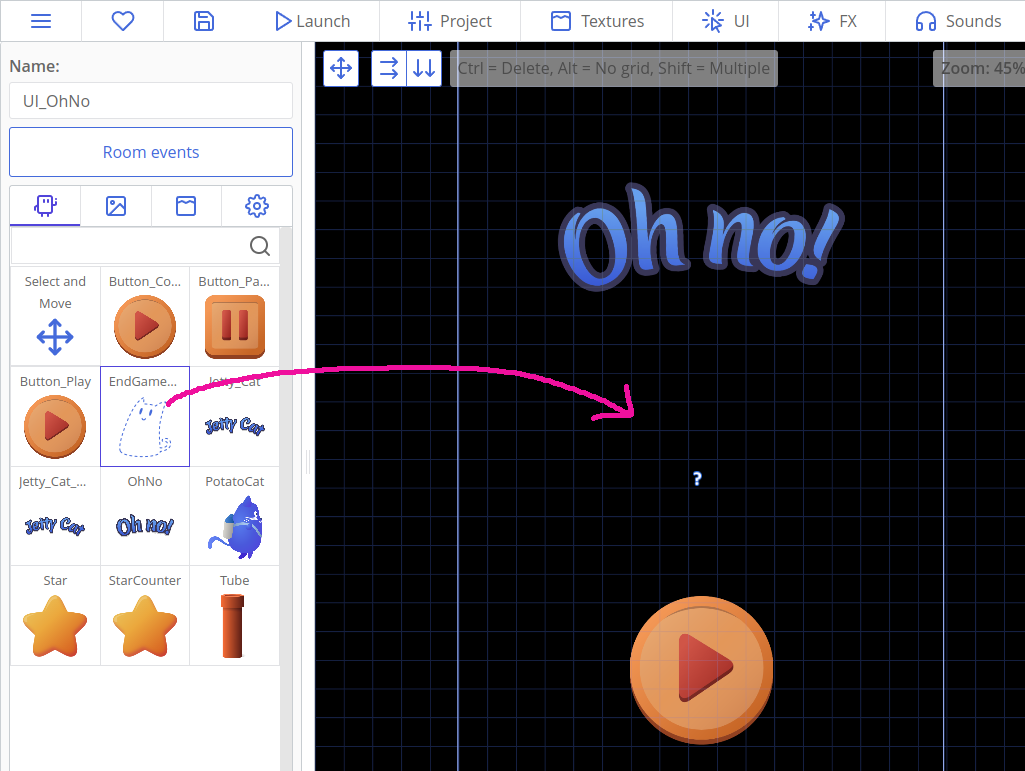 Launch Project Textures UI FX Sounds
Name:
UI_OhNo
Ctrl = Delete, Alt = No grid, Shift = Multiple
Zoom: 45%
Room events
Select and Move
Button_Co...
Button_Pa...
Button_Play
EndGame...
Jetty_Cat
Jetty Cat
Jetty_Cat_...
OhNo
PotatoCat
Jetty Cat
Oh no!
Star
StarCounter
Tube
Oh no!
?